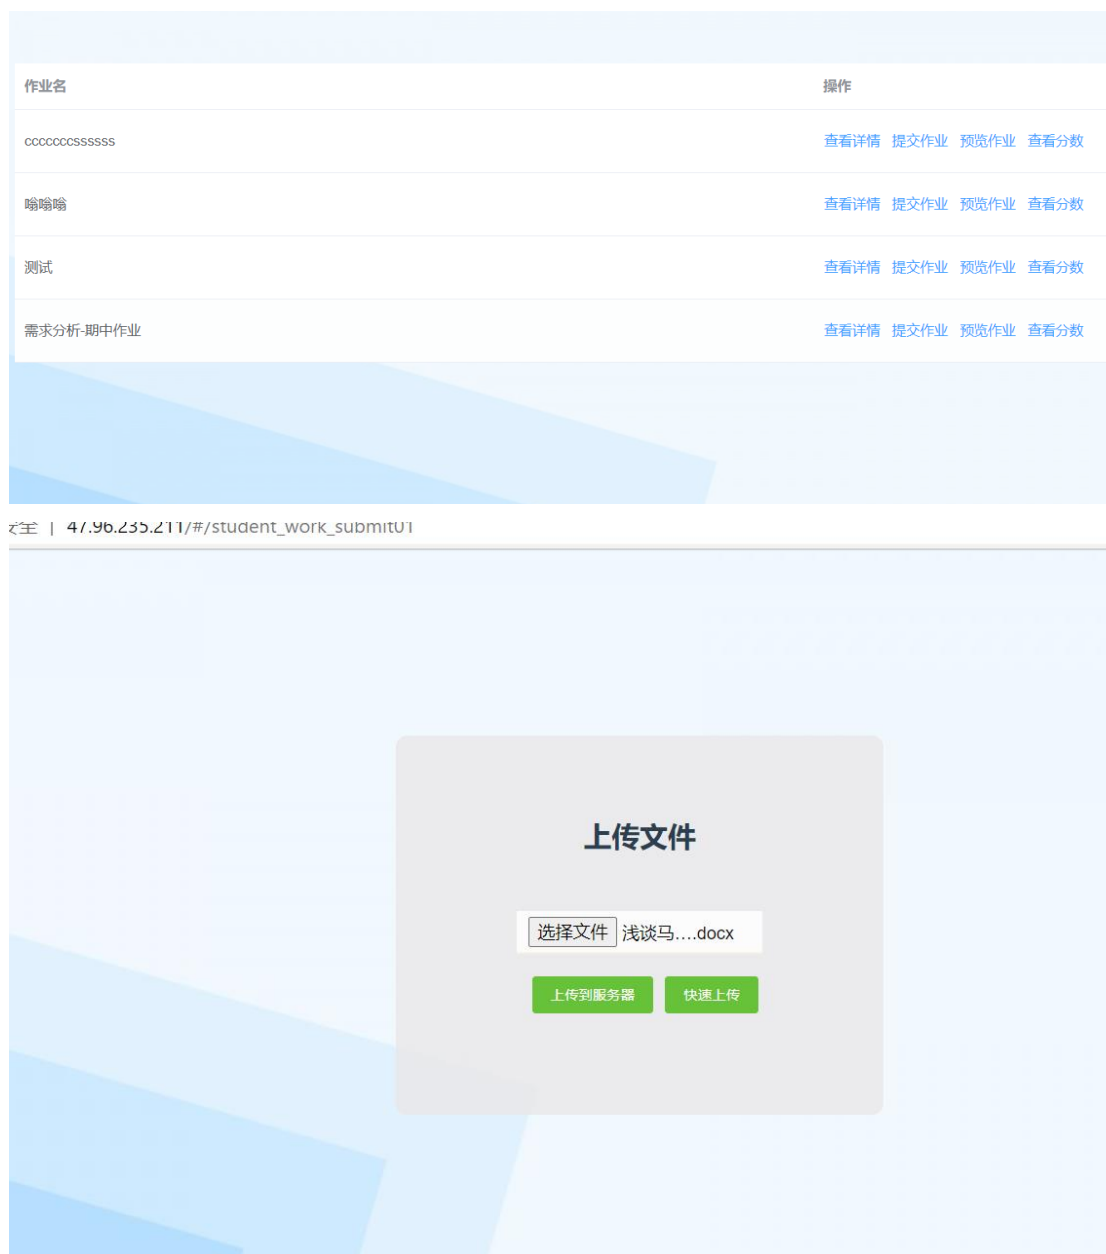 作业名 操作
cccccccssssss 查看详情 提交作业 预览作业 查看分数
嗡嗡嗡 查看详情 提交作业 预览作业 查看分数
测试 查看详情 提交作业 预览作业 查看分数
需求分析-期中作业 查看详情 提交作业 预览作业 查看分数
安全 | 47.96.235.211/#/student_work_submit01
上传文件
选择文件 浅谈马....docx
上传到服务器 快速上传